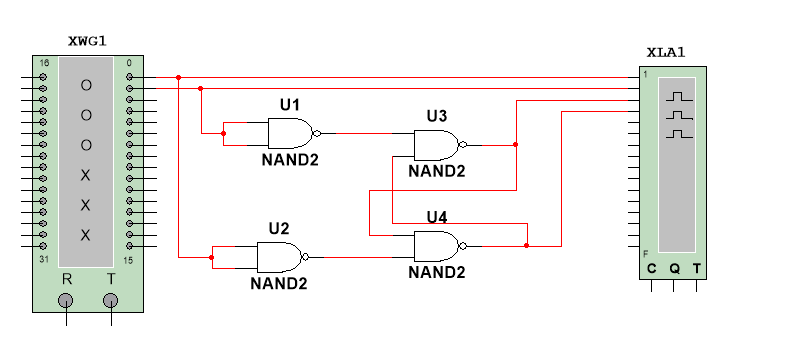 XWG1
XLA1
16
0
1
O
O
O
X
X
X
U1
NAND2
U3
NAND2
U2
NAND2
U4
NAND2
31
15
R
T
F
C
Q
T